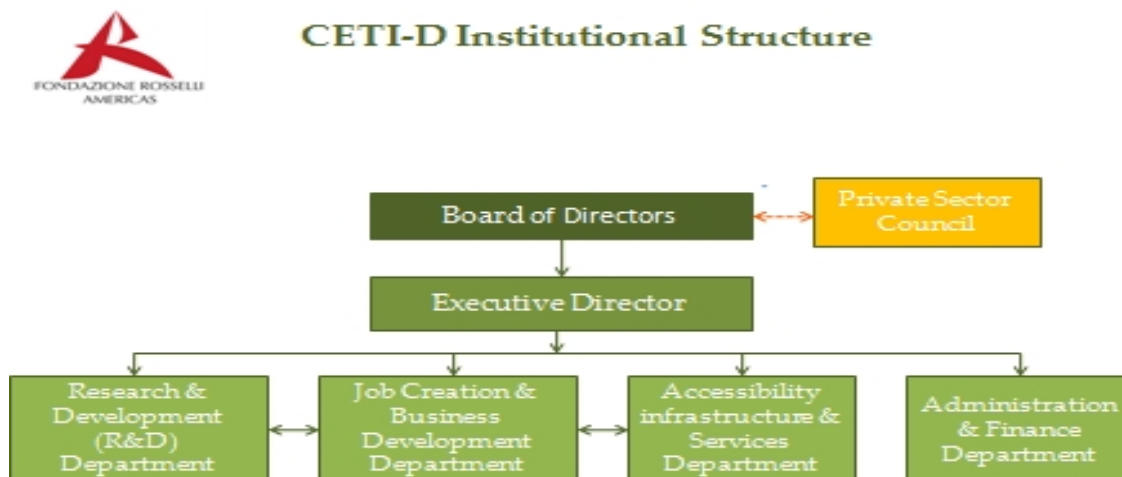 CETI-D Institutional Structure
FONDAZIONE ROSSELLI
AMERICAS
Board of Directors
Private Sector
Council
Executive Director
Research &
Development
(R&D)
Department
Job Creation &
Business
Development
Department
Accessibility
infrastructure &
Services
Department
Administration
& Finance
Department